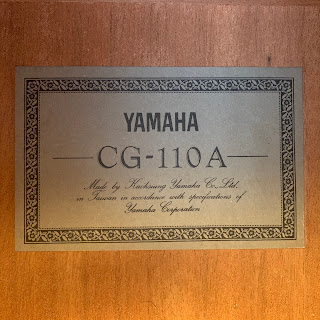 YAMAHA
CG-110A
Made by Kaohsiung Yamaha Co., Ltd.
in Taiwan in accordance with specifications of
Yamaha Corporation